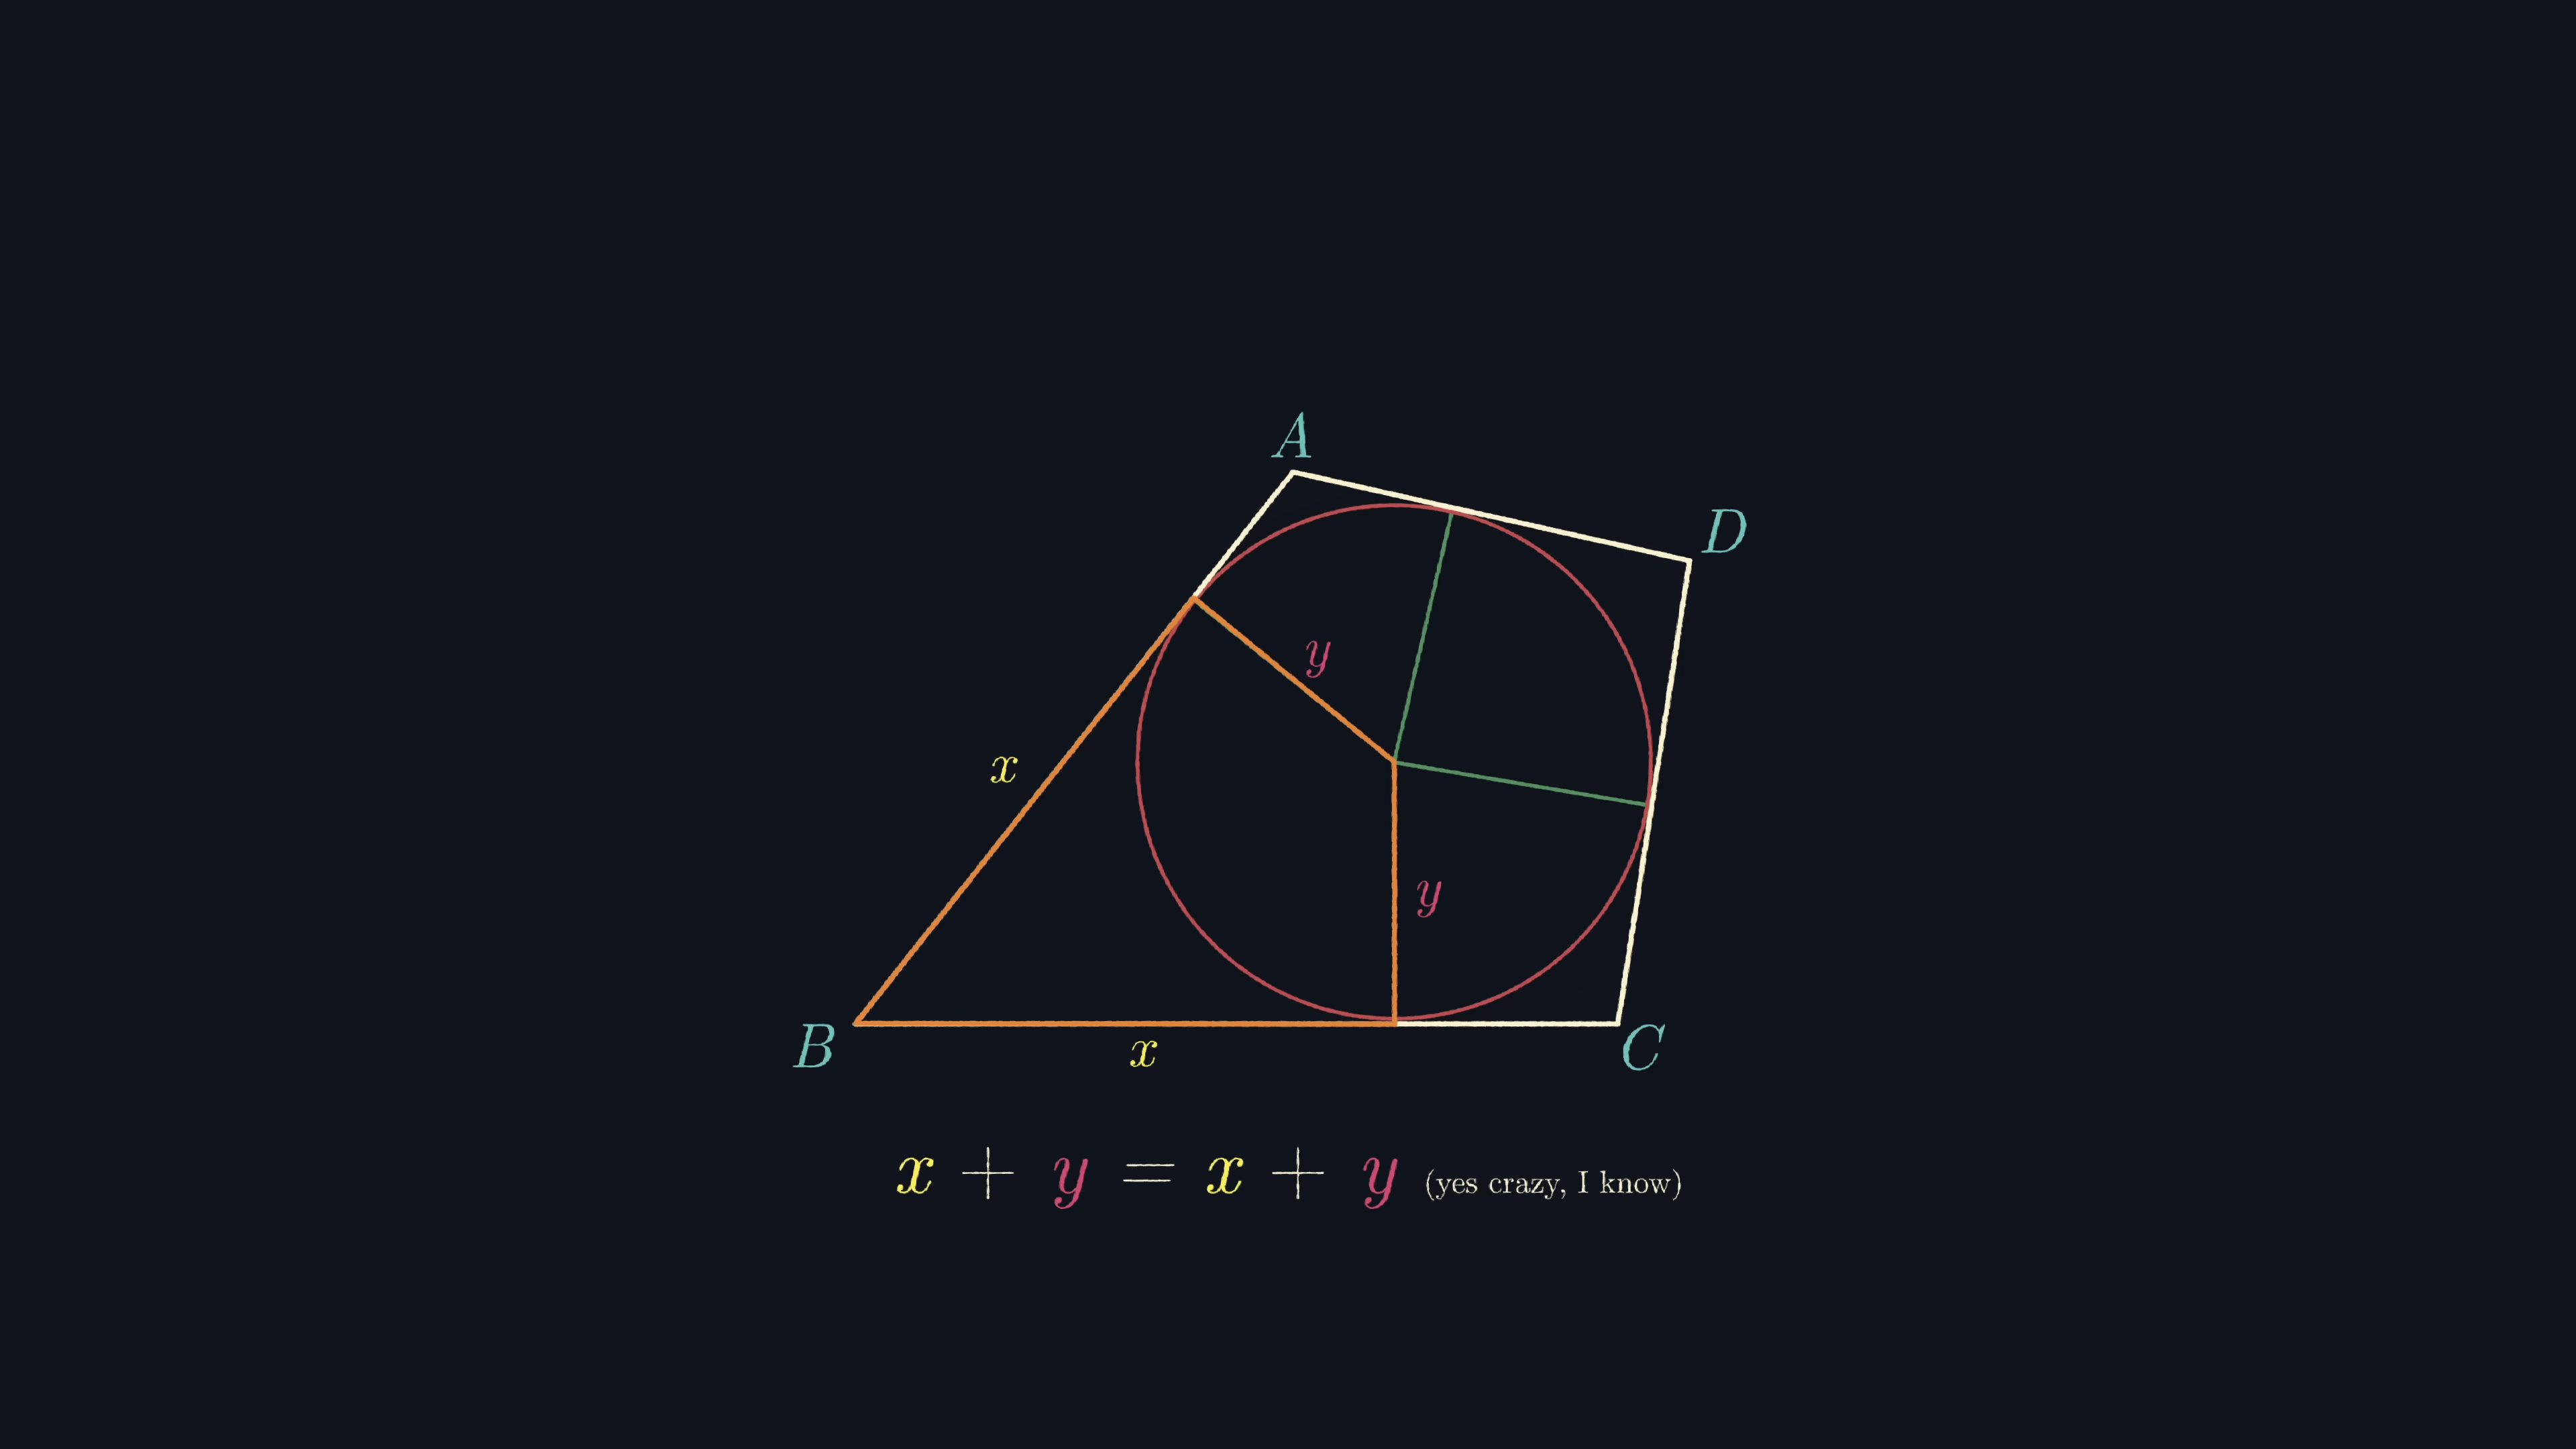 A
D
y
x
y
B
C
x
x + y = x + y (yes crazy, I know)